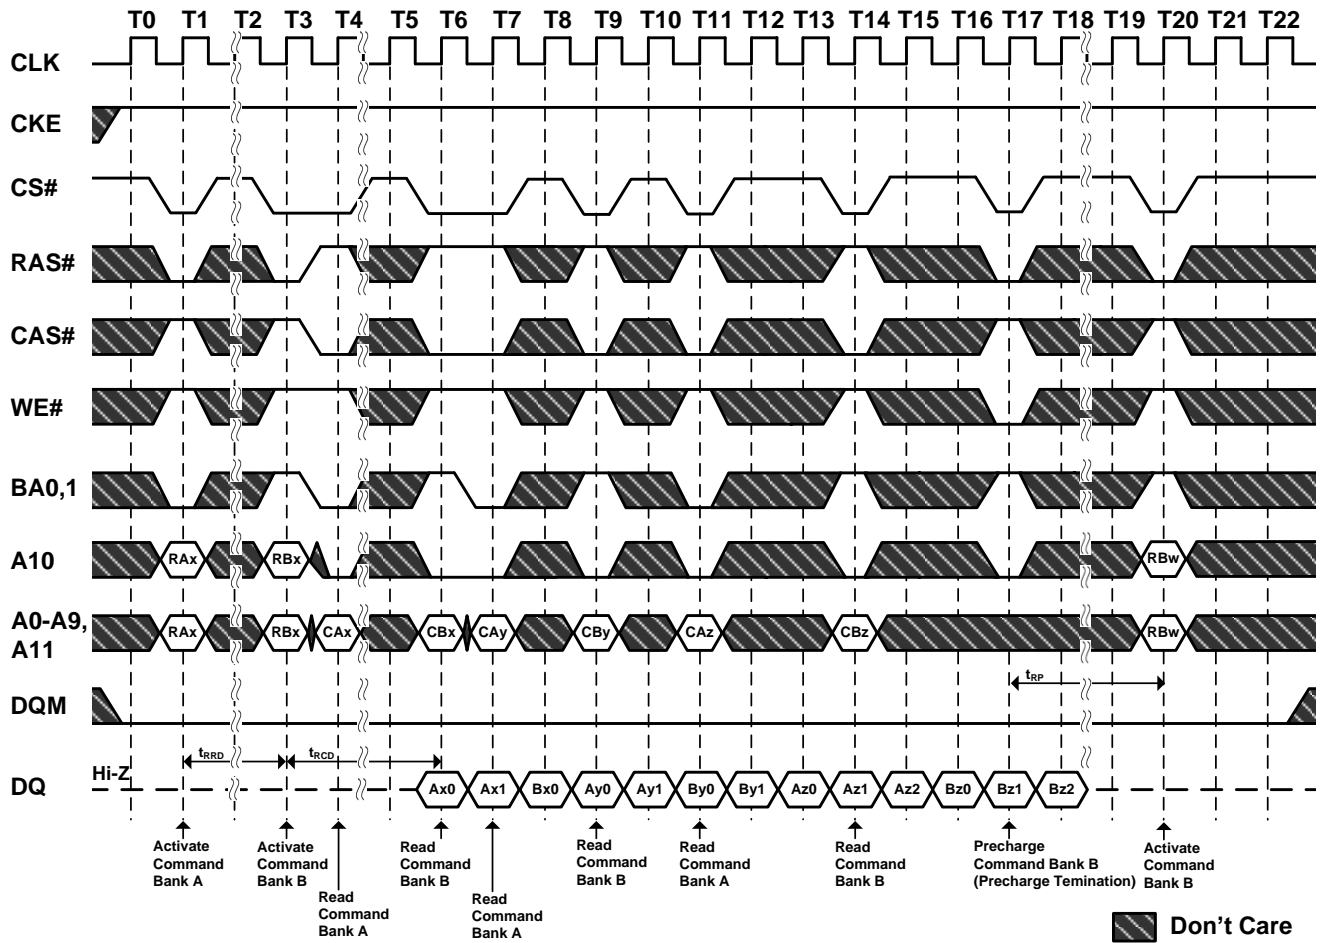 T0 T1 T2 T3 T4 T5 T6 T7 T8 T9 T10 T11 T12 T13 T14 T15 T16 T17 T18 T19 T20 T21 T22
CLK
CKE
CS#
RAS#
CAS#
WE#
BA0,1
A10
RAx RBx RBw
A0-A9,
A11
RAx RBx CAx CBx CAy CBy CAz CBz RBw
tRP
DQM
tRRD tRCD
Hi-Z
DQ
Ax0 Ax1 Bx0 Ay0 Ay1 By0 By1 Az0 Az1 Az2 Bz0 Bz1 Bz2
Activate
Command
Bank A
Activate
Command
Bank B
Read
Command
Bank A
Read
Command
Bank B
Read
Command
Bank A
Read
Command
Bank B
Read
Command
Bank A
Read
Command
Bank B
Precharge
Command Bank B
(Precharge Temination)
Activate
Command
Bank B
Don't Care